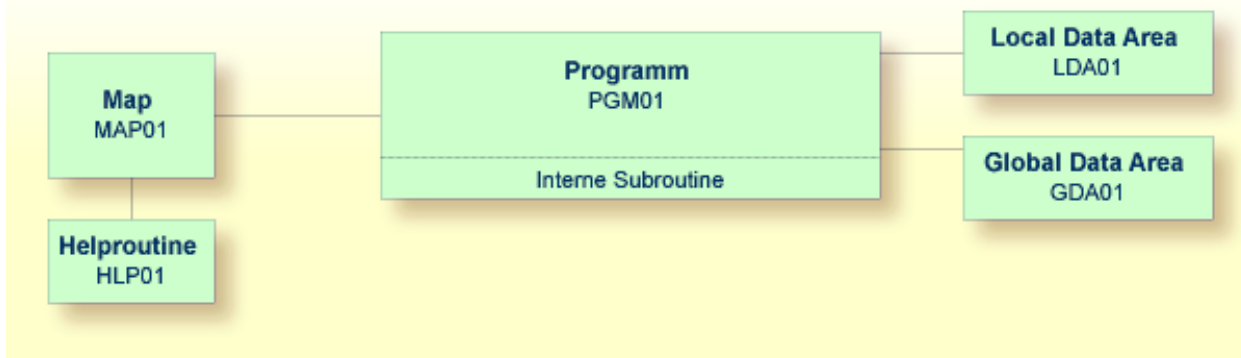 Map
MAP01
Helproutine
HLP01
Programm
PGM01
Interne Subroutine
Local Data Area
LDA01
Global Data Area
GDA01